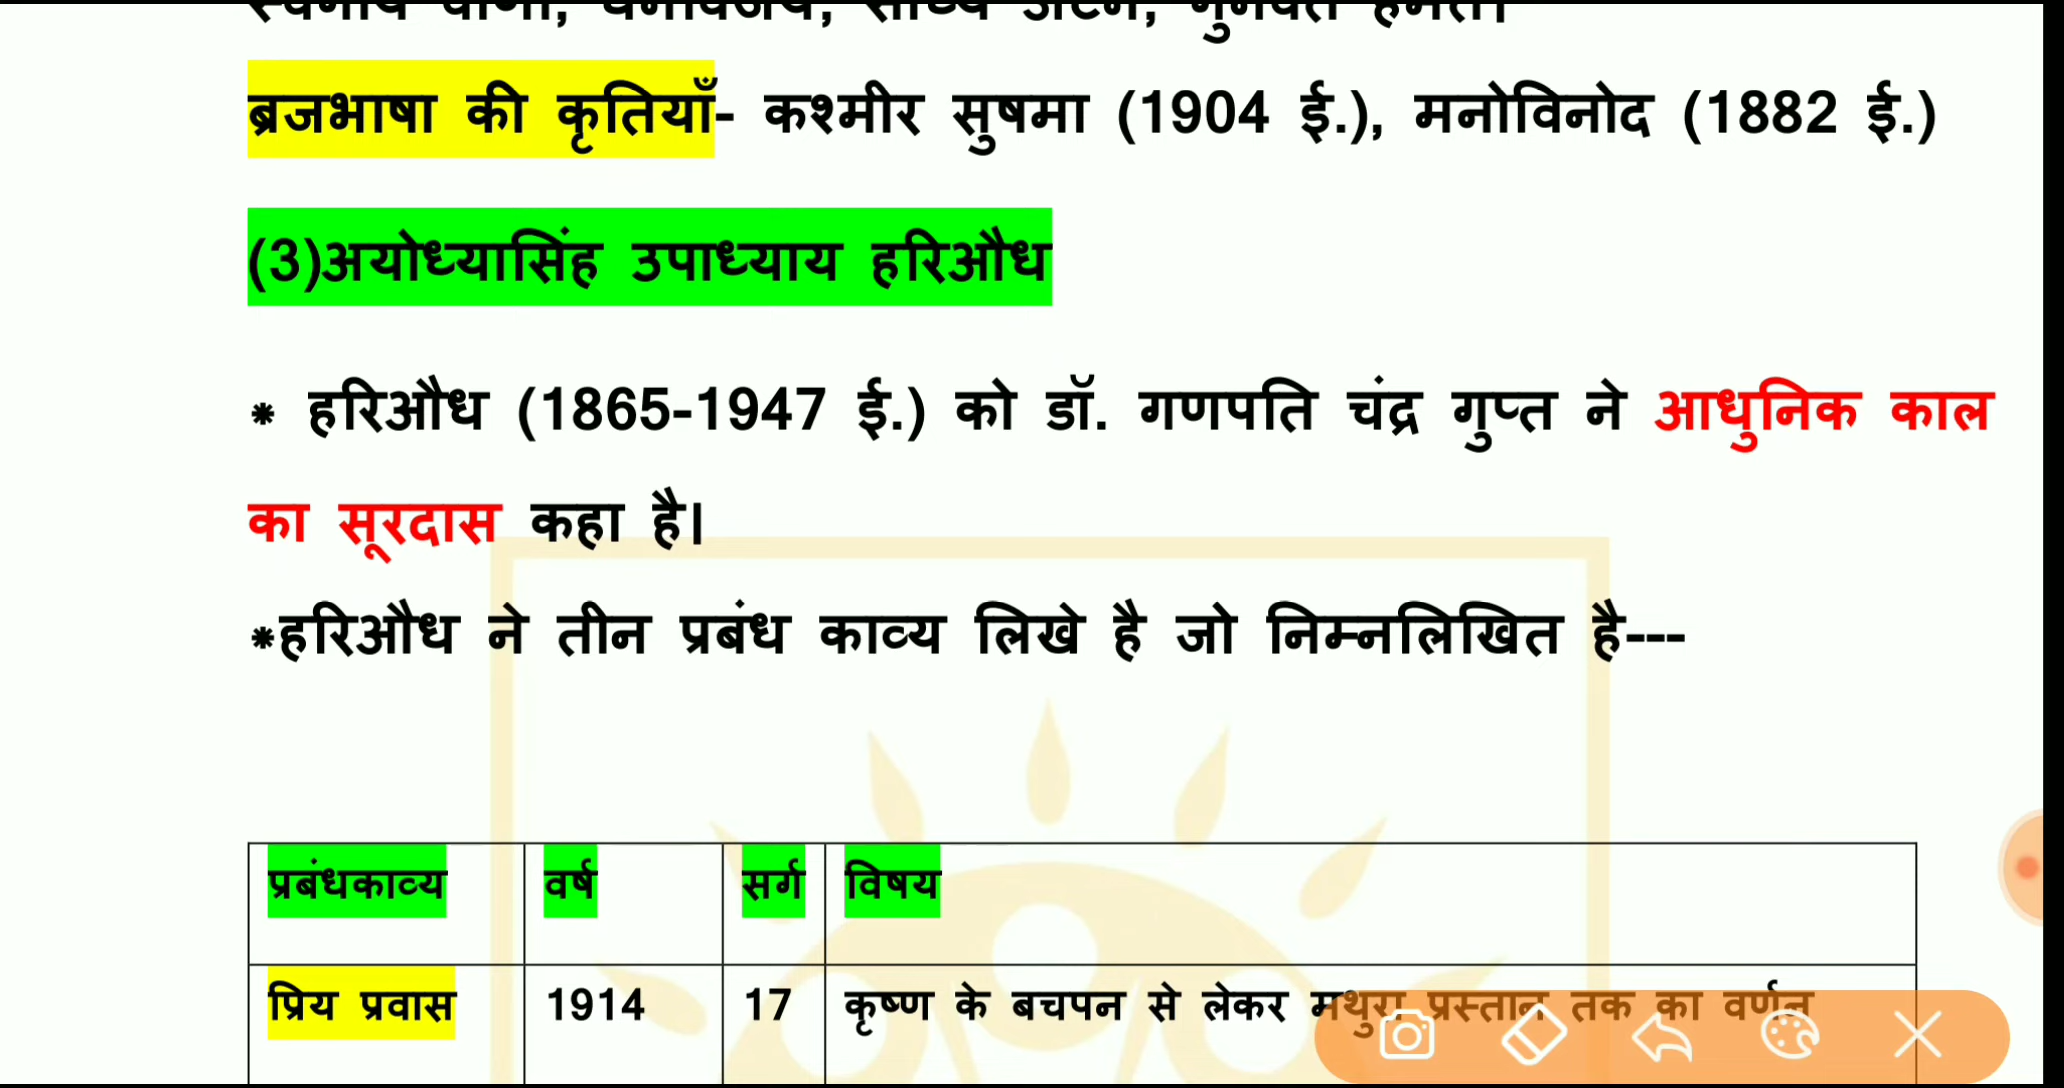 ब्रजभाषा की कृतियाँ- कश्मीर सुषमा (1904 ई.), मनोविनोद (1882 ई.)
(3)अयोध्यासिंह उपाध्याय हरिऔध
* हरिऔध (1865-1947 ई.) को डॉ. गणपति चंद्र गुप्त ने आधुनिक काल
का सूरदास कहा है।
*हरिऔध ने तीन प्रबंध काव्य लिखे है जो निम्नलिखित है---
प्रबंधकाव्य वर्ष सर्ग विषय
प्रिय प्रवास 1914 17 कृष्ण के बचपन से लेकर मथुरा प्रस्तान तक का वर्णन